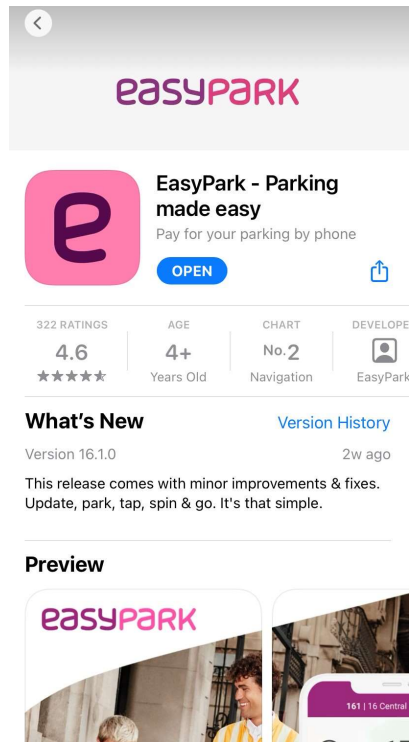 easypark
e
EasyPark - Parking
made easy
Pay for your parking by phone
OPEN
322 RATINGS
4.6
AGE
4+
Years Old
CHART
No.2
Navigation
DEVELOPE
EasyPark
What's New
Version History
Version 16.1.0
2w ago
This release comes with minor improvements & fixes.
Update, park, tap, spin & go. It's that simple.
Preview
easypark
161 | 16 Central